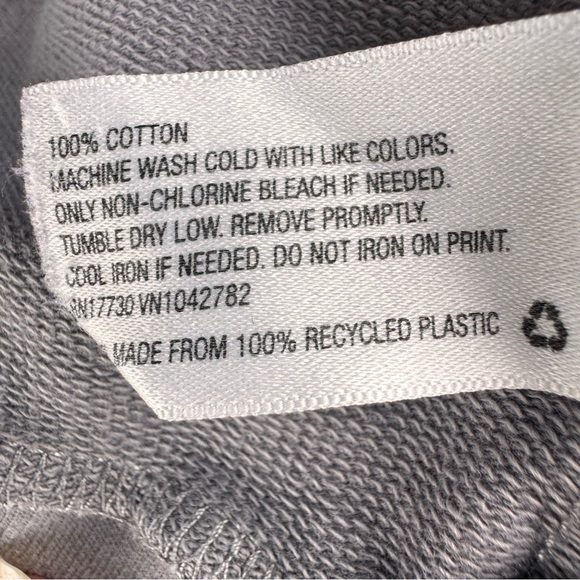 100% COTTON
MACHINE WASH COLD WITH LIKE COLORS.
ONLY NON-CHLORINE BLEACH IF NEEDED.
TUMBLE DRY LOW. REMOVE PROMPTLY.
COOL IRON IF NEEDED. DO NOT IRON ON PRINT.
RN17730 VN1042782
MADE FROM 100% RECYCLED PLASTIC